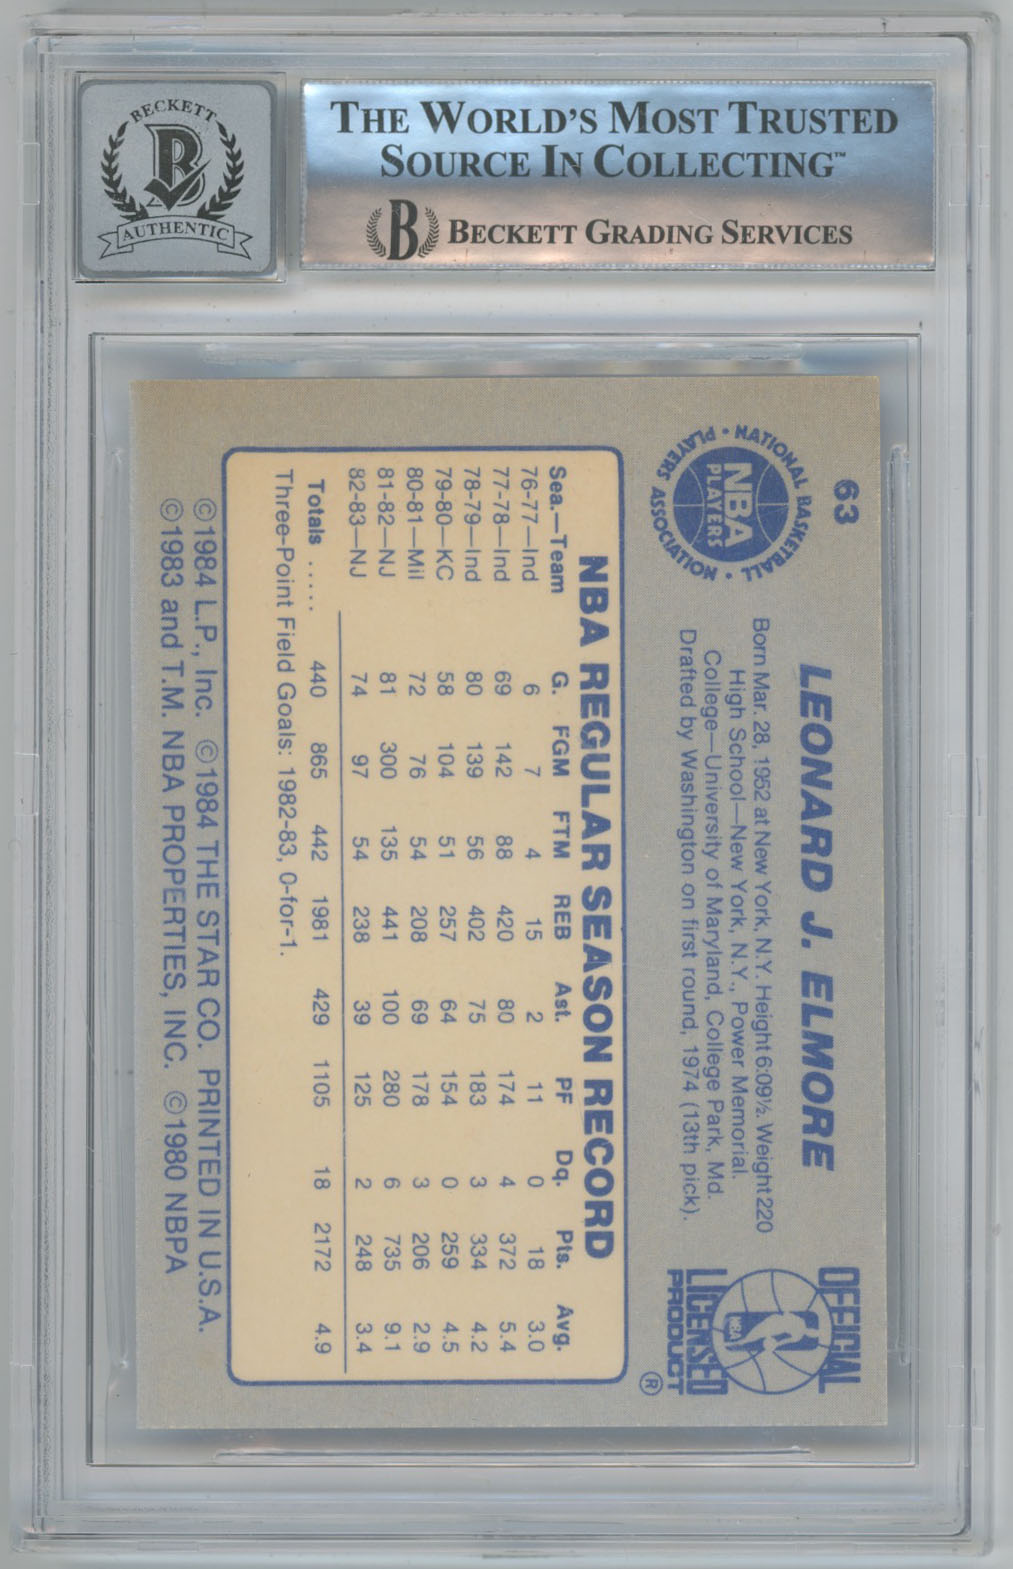 BECKETT
B
AUTHENTIC
THE WORLD'S MOST TRUSTED
SOURCE IN COLLECTING™
B BECKETT GRADING SERVICES
63
NATIONAL BASKETBALL
PLAYERS ASSOCIATION
NBA
PLAYERS
LEONARD J. ELMORE
Born Mar. 28, 1952 at New York, N.Y. Height 6:09½. Weight 220
High School—New York, N.Y., Power Memorial.
College—University of Maryland, College Park, Md.
Drafted by Washington on first round, 1974 (13th pick).
OFFICIAL
NBA
LICENSED
PRODUCT
®
NBA REGULAR SEASON RECORD
Sea.—Team G. FGM FTM REB Ast. PF Dq. Pts. Avg.
76-77—Ind 6 7 4 15 2 11 0 18 3.0
77-78—Ind 69 142 88 420 80 174 4 372 5.4
78-79—Ind 80 139 56 402 75 183 3 334 4.2
79-80—KC 58 104 51 257 64 154 0 259 4.5
80-81—Mil 72 76 54 208 69 178 3 206 2.9
81-82—NJ 81 300 135 441 100 280 6 735 9.1
82-83—NJ 74 97 54 238 39 125 2 248 3.4
Totals ..... 440 865 442 1981 429 1105 18 2172 4.9
Three-Point Field Goals: 1982-83, 0-for-1.
©1984 L.P., Inc. ©1984 THE STAR CO. PRINTED IN U.S.A.
©1983 and T.M. NBA PROPERTIES, INC. ©1980 NBPA